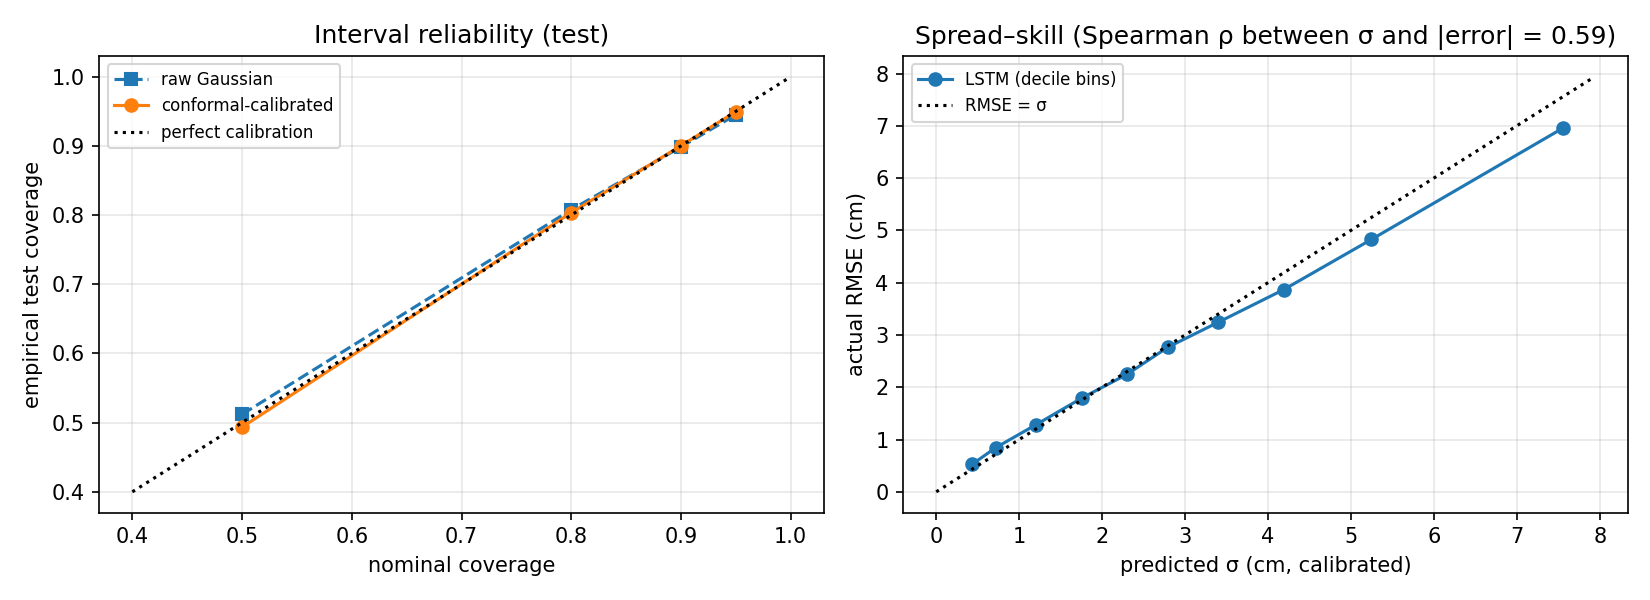 Interval reliability (test)
raw Gaussian
conformal-calibrated
perfect calibration
empirical test coverage
1.0
0.9
0.8
0.7
0.6
0.5
0.4
0.4 0.5 0.6 0.7 0.8 0.9 1.0
nominal coverage
Spread–skill (Spearman ρ between σ and |error| = 0.59)
LSTM (decile bins)
RMSE = σ
actual RMSE (cm)
8
7
6
5
4
3
2
1
0
0 1 2 3 4 5 6 7 8
predicted σ (cm, calibrated)